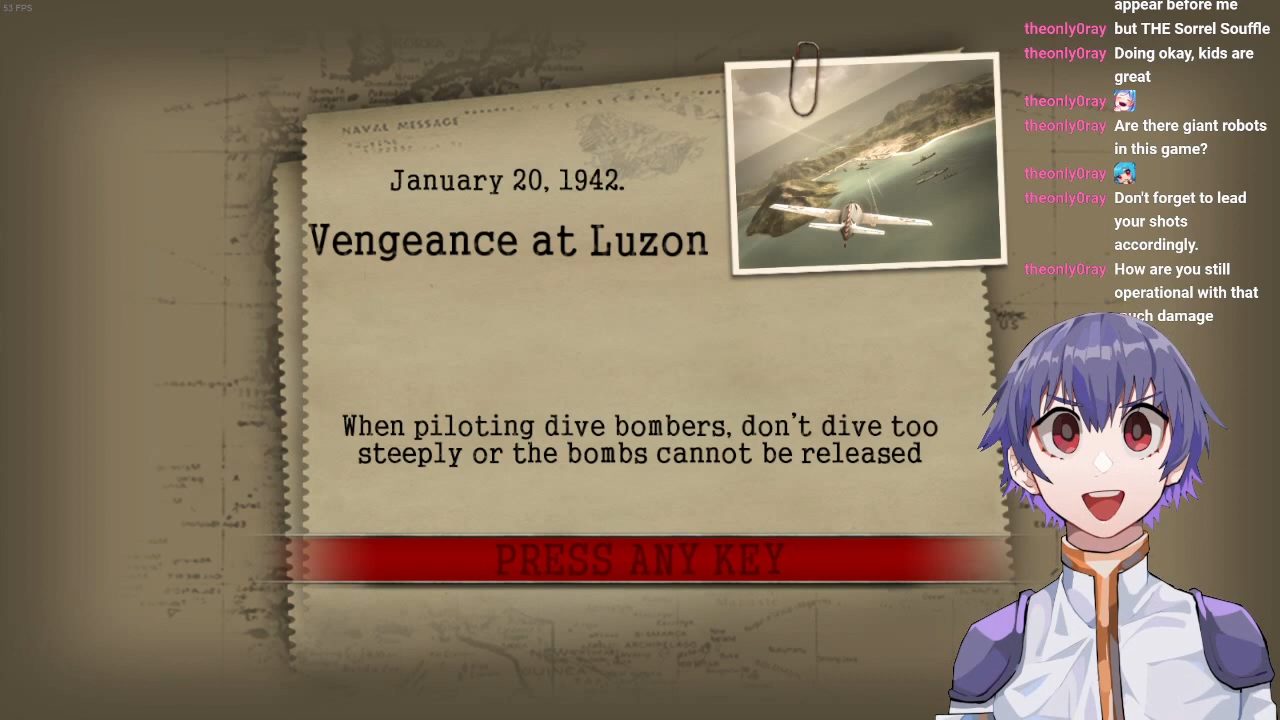 53 FPS
NAVAL MESSAGE
January 20, 1942.
Vengeance at Luzon
When piloting dive bombers, don't dive too
steeply or the bombs cannot be released
PRESS ANY KEY
appear before me
theonly0ray but THE Sorrel Souffle
theonly0ray Doing okay, kids are
great
theonly0ray
theonly0ray Are there giant robots
in this game?
theonly0ray
theonly0ray Don't forget to lead
your shots
accordingly.
theonly0ray How are you still
operational with that
damage